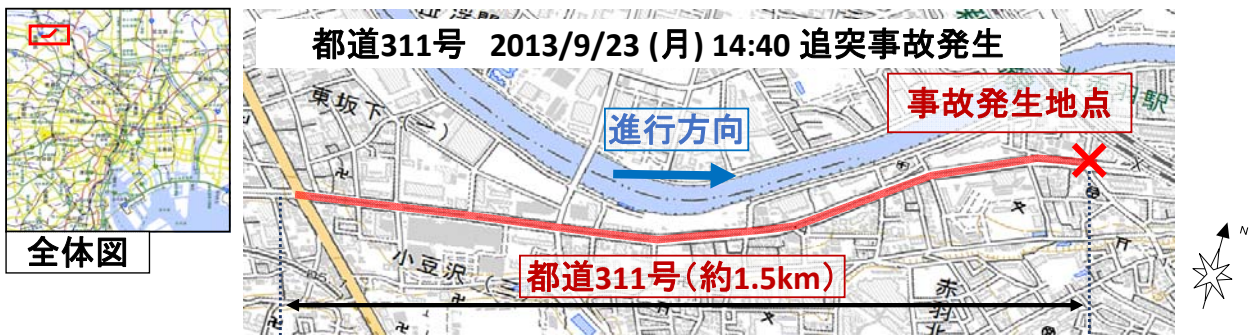 都道311号 2013/9/23 (月) 14:40 追突事故発生
事故発生地点
東坂下(一)
進行方向
小豆沢(三
都道311号(約1.5km)
赤羽北
全体図
N